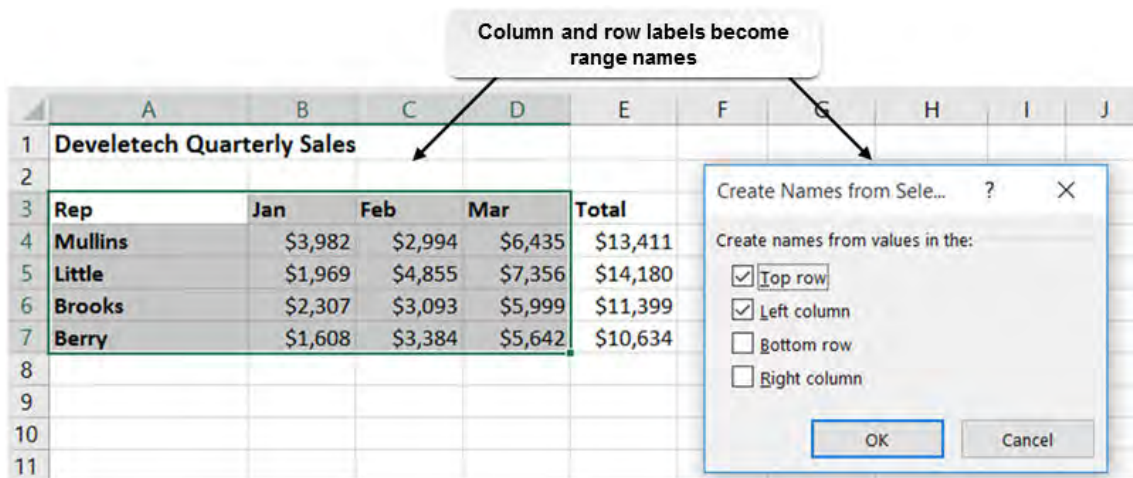 Column and row labels become
range names
A B C D E F G H I J
1 Develetech Quarterly Sales
2
3 Rep Jan Feb Mar Total
4 Mullins $3,982 $2,994 $6,435 $13,411
5 Little $1,969 $4,855 $7,356 $14,180
6 Brooks $2,307 $3,093 $5,999 $11,399
7 Berry $1,608 $3,384 $5,642 $10,634
8
9
10
11
Create Names from Sele... ? X
Create names from values in the:
Top row
Left column
Bottom row
Right column
OK Cancel